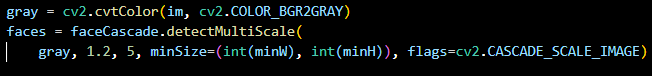 gray = cv2.cvtColor(im, cv2.COLOR_BGR2GRAY)
faces = faceCascade.detectMultiScale(
    gray, 1.2, 5, minSize=(int(minW), int(minH)), flags=cv2.CASCADE_SCALE_IMAGE)